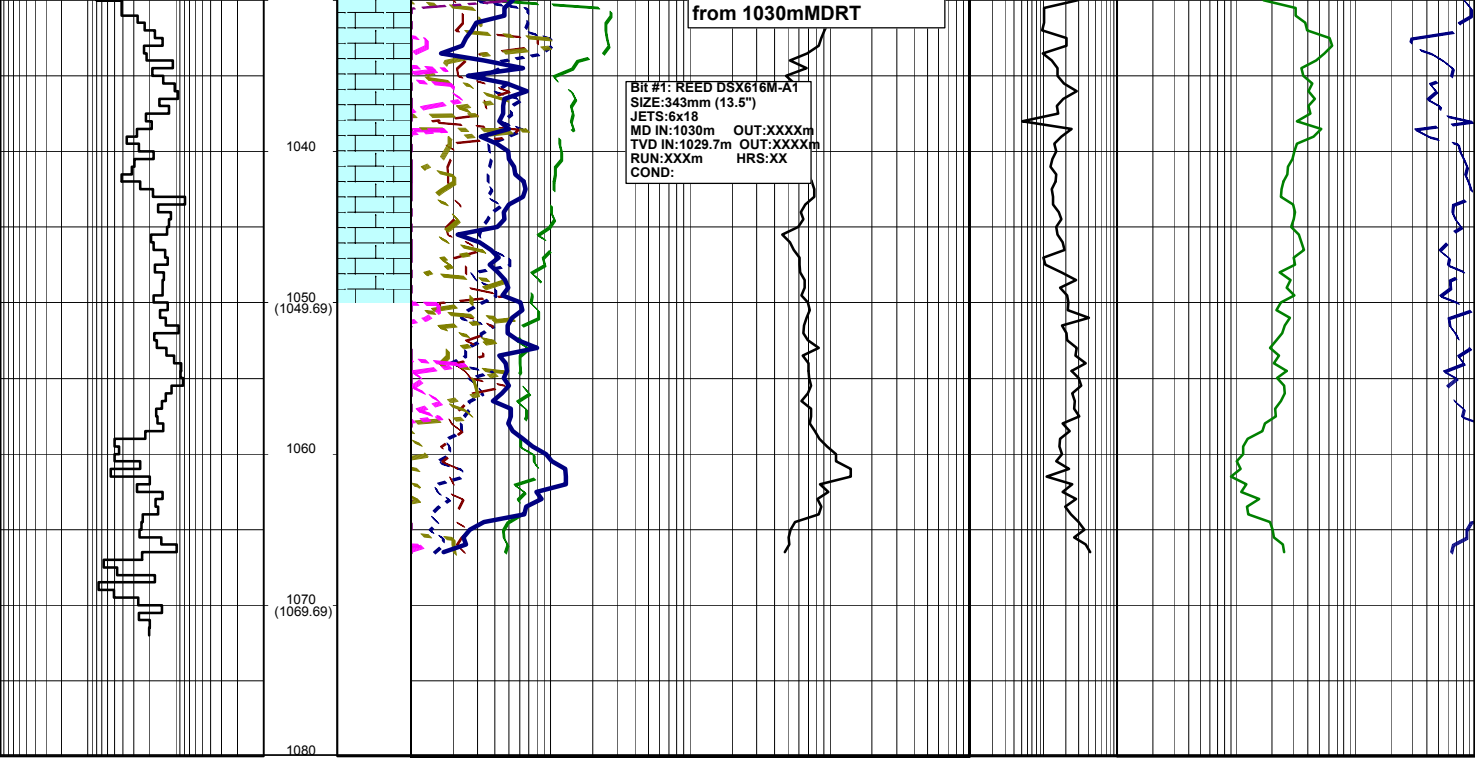 from 1030mMDRT
Bit #1: REED DSX616M-A1
SIZE:343mm (13.5")
JETS:6x18
MD IN:1030m OUT:XXXXm
TVD IN:1029.7m OUT:XXXXm
RUN:XXXm HRS:XX
COND:
1040
1050
(1049.69)
1060
1070
(1069.69)
1080